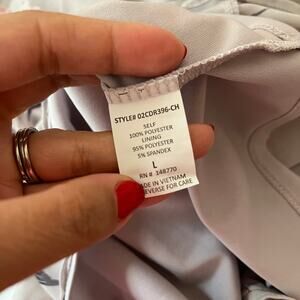 STYLE# 02CDR396-CH
SELF
100% POLYESTER
LINING
95% POLYESTER
5% SPANDEX
L
RN # 148770
MADE IN VIETNAM
REVERSE FOR CARE